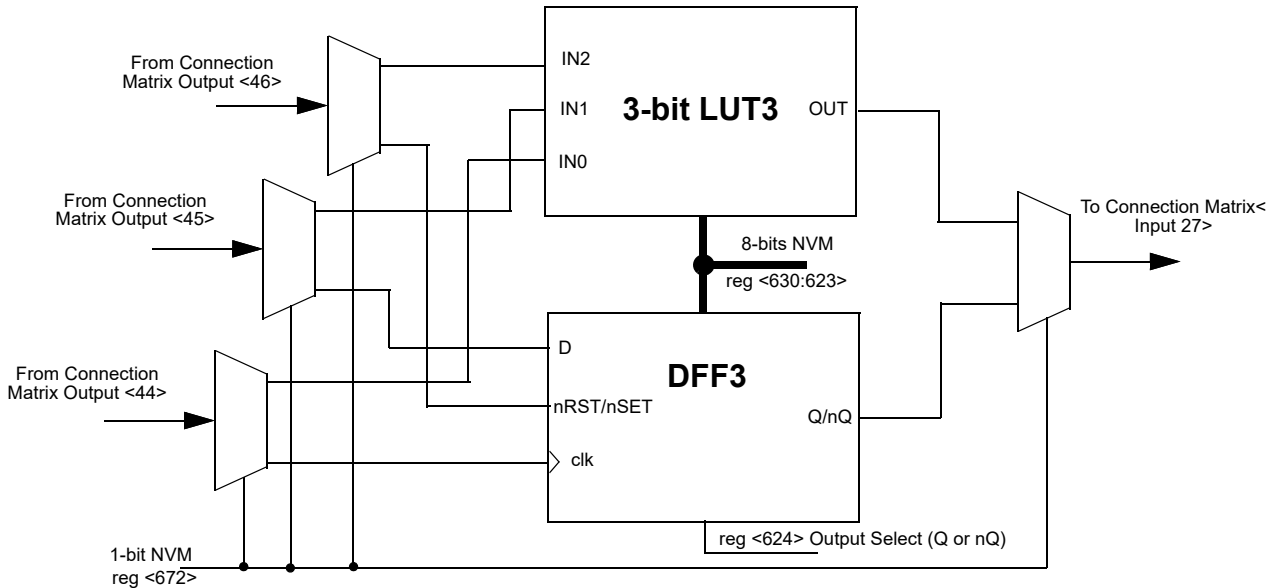 From Connection
Matrix Output <46>
IN2
IN1
IN0
3-bit LUT3
OUT
From Connection
Matrix Output <45>
To Connection Matrix<
Input 27>
8-bits NVM
reg <630:623>
From Connection
Matrix Output <44>
D
DFF3
nRST/nSET
Q/nQ
clk
reg <624> Output Select (Q or nQ)
1-bit NVM
reg <672>